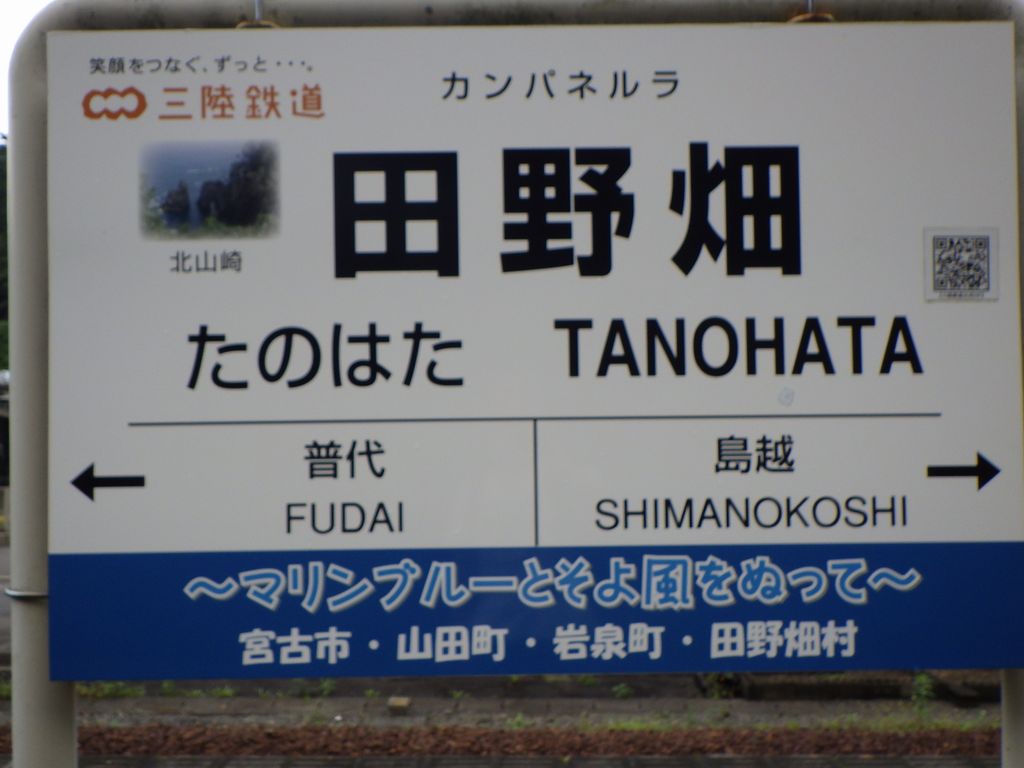 笑顔をつなぐ、ずっと・・・。
三陸鉄道
カンパネルラ
田野畑
北山崎
たのはた TANOHATA
普代 島越
FUDAI SHIMANOKOSHI
～マリンブルーとそよ風をぬって～
宮古市・山田町・岩泉町・田野畑村